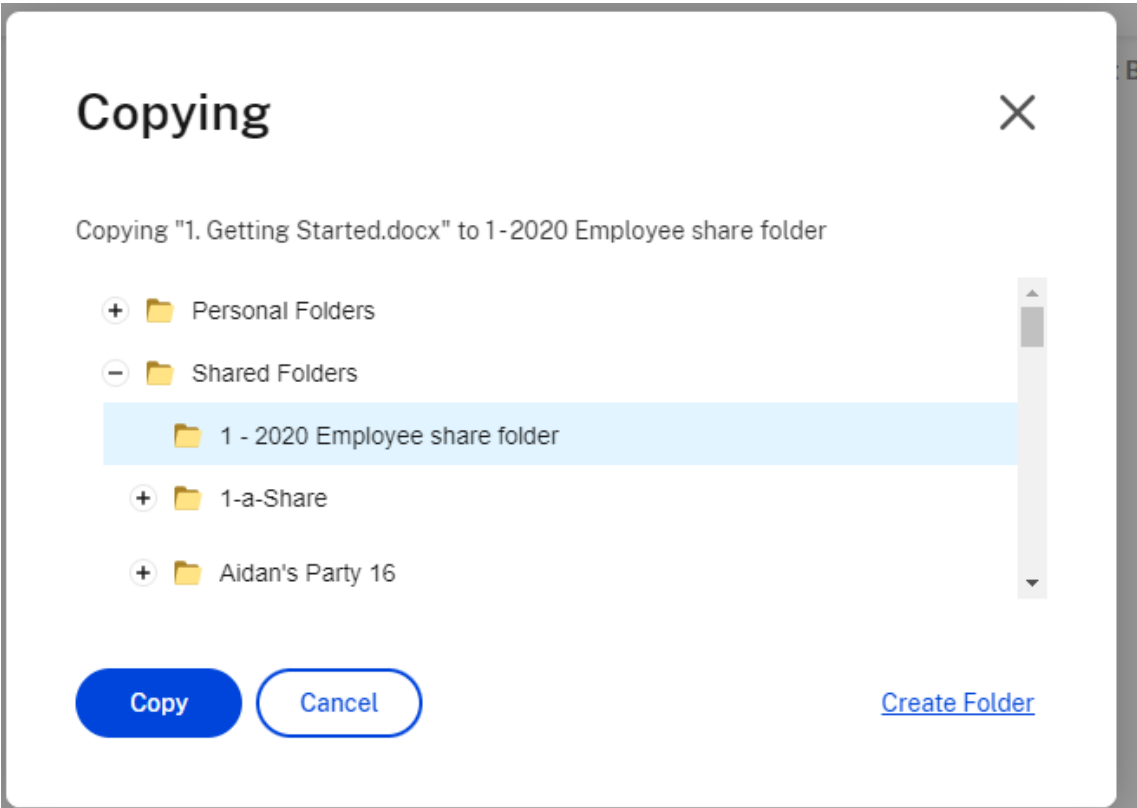 Copying
Copying "1. Getting Started.docx" to 1 - 2020 Employee share folder
Personal Folders
Shared Folders
1 - 2020 Employee share folder
1-a-Share
Aidan's Party 16
Copy
Cancel
Create Folder